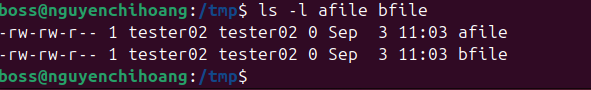 boss@nguyenchihoang:/tmp$ ls -l afile bfile
-rw-rw-r-- 1 tester02 tester02 0 Sep  3 11:03 afile
-rw-rw-r-- 1 tester02 tester02 0 Sep  3 11:03 bfile
boss@nguyenchihoang:/tmp$